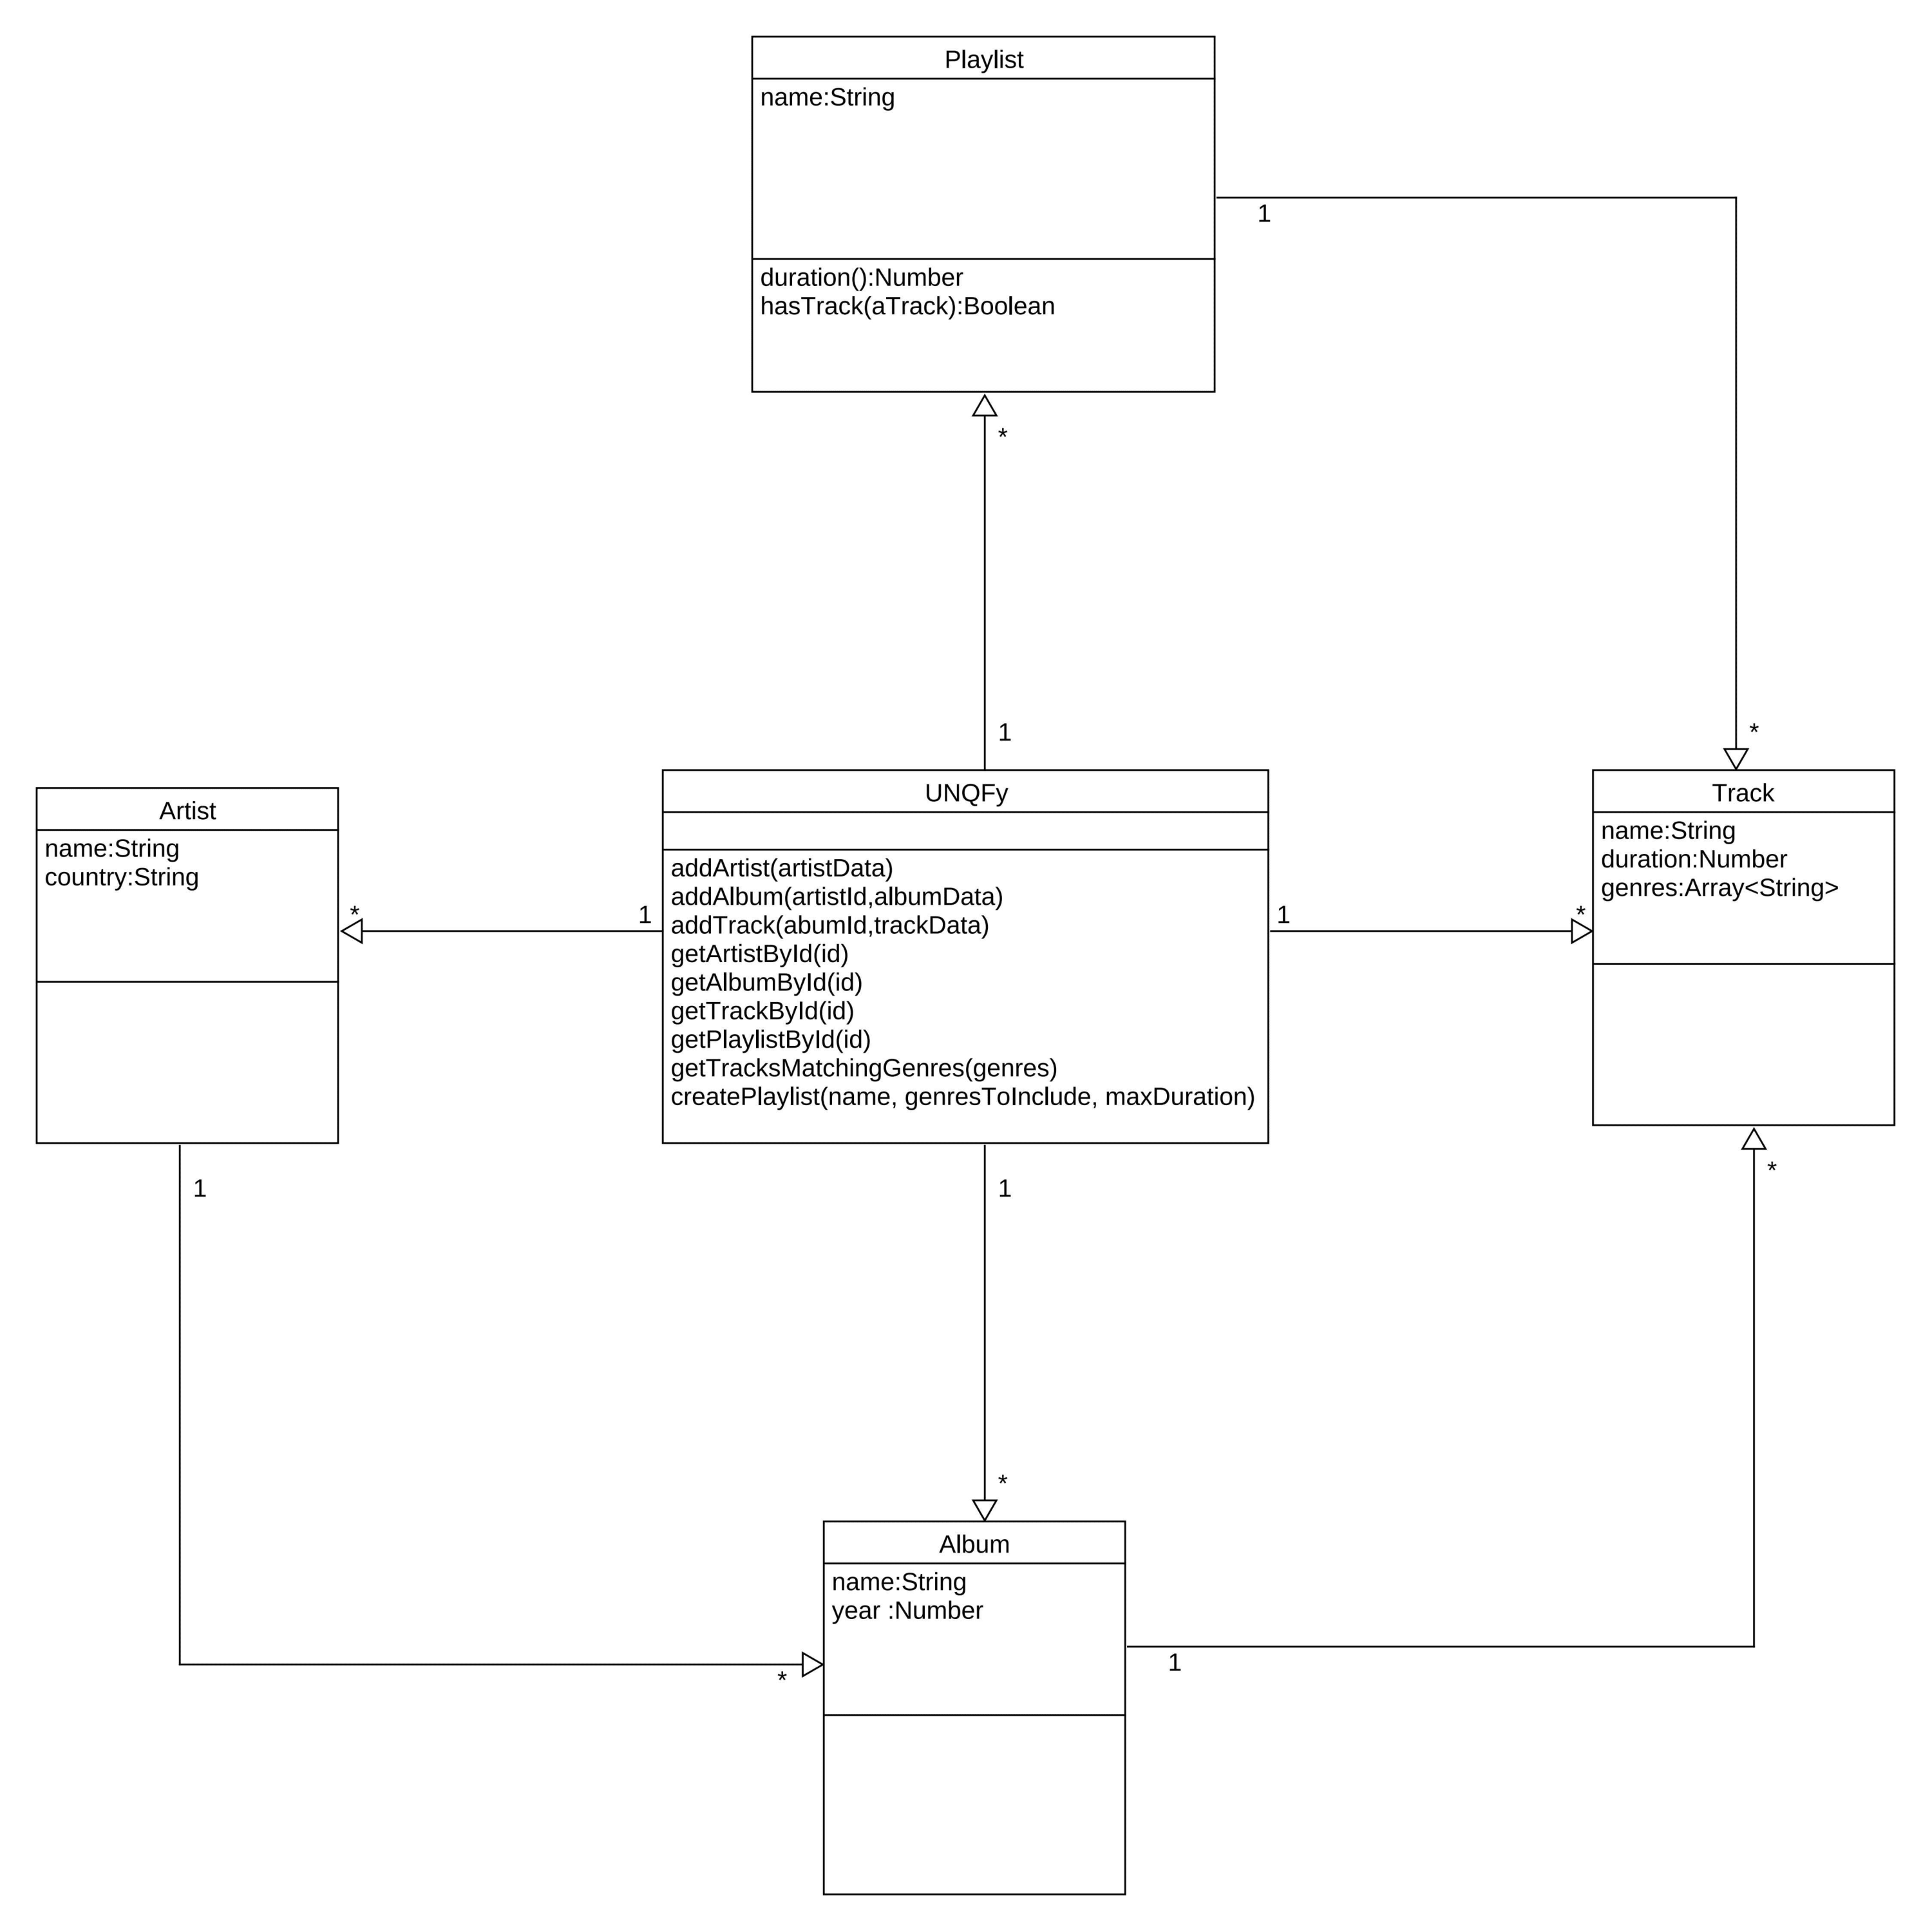 Playlist
name:String
duration():Number
hasTrack(aTrack):Boolean
1
*
*
1
Artist
name:String
country:String
*
1
UNQFy
addArtist(artistData)
addAlbum(artistId,albumData)
addTrack(abumId,trackData)
getArtistById(id)
getAlbumById(id)
getTrackById(id)
getPlaylistById(id)
getTracksMatchingGenres(genres)
createPlaylist(name, genresToInclude, maxDuration)
1
*
Track
name:String
duration:Number
genres:Array<String>
1
1
*
*
Album
name:String
year :Number
*
1